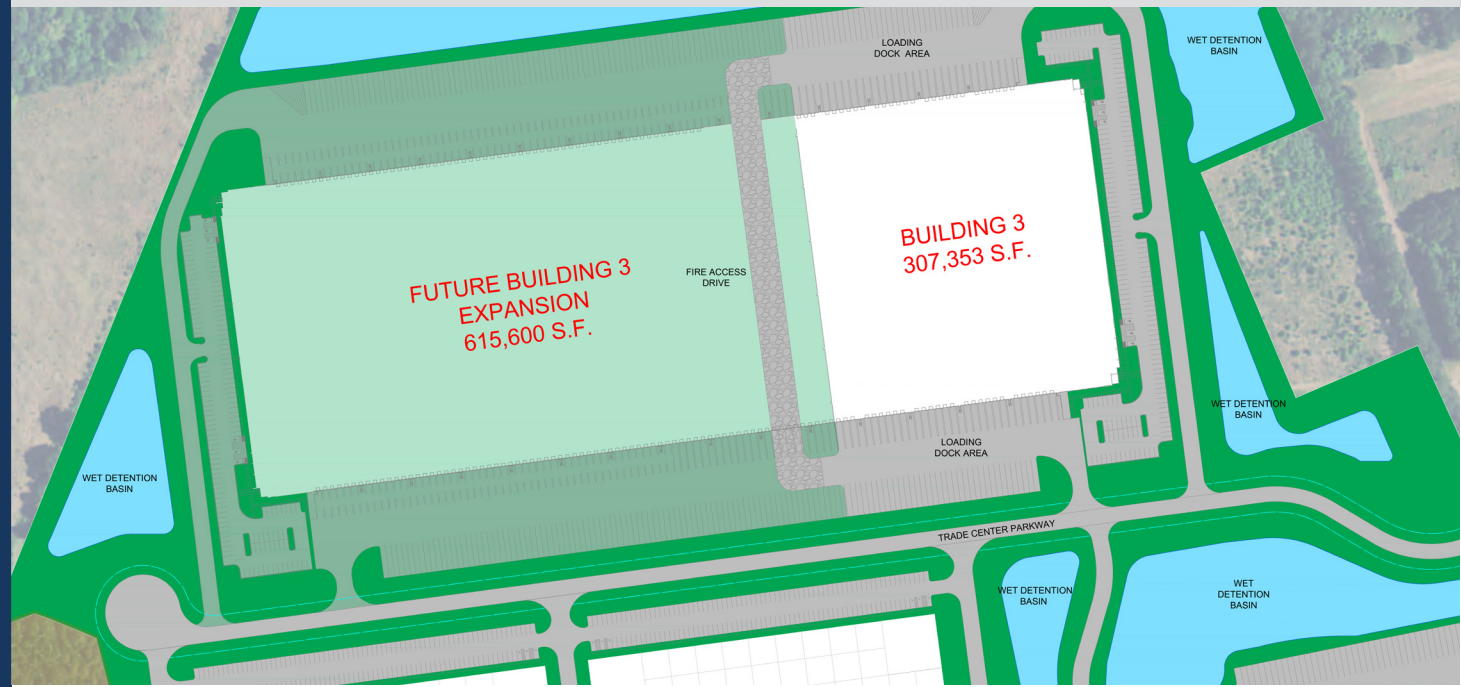 LOADING
DOCK AREA
WET DETENTION
BASIN
BUILDING 3
307,353 S.F.
FUTURE BUILDING 3
EXPANSION
615,600 S.F.
FIRE ACCESS
DRIVE
WET DETENTION
BASIN
LOADING
DOCK AREA
WET DETENTION
BASIN
TRADE CENTER PARKWAY
WET DETENTION
BASIN
WET
DETENTION
BASIN